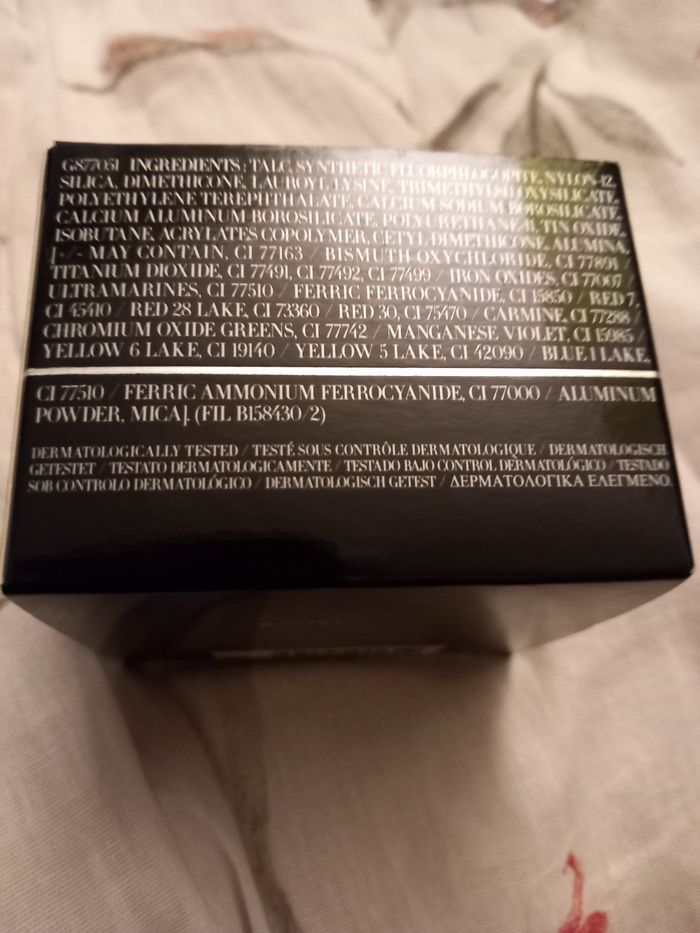 G877051 INGREDIENTS : TALC, SYNTHETIC FLUORPHLOGOPITE, NYLON-12,
SILICA, DIMETHICONE, LAUROYL LYSINE, TRIMETHYLSILOXYSILICATE,
POLYETHYLENE TEREPHTHALATE, CALCIUM SODIUM BOROSILICATE,
CALCIUM ALUMINUM BOROSILICATE, POLYURETHANE-11, TIN OXIDE,
ISOBUTANE, ACRYLATES COPOLYMER, CETYL DIMETHICONE, ALUMINA,
[+/- MAY CONTAIN, CI 77163 / BISMUTH OXYCHLORIDE, CI 77891 /
TITANIUM DIOXIDE, CI 77491, CI 77492, CI 77499 / IRON OXIDES, CI 77007 /
ULTRAMARINES, CI 77510 / FERRIC FERROCYANIDE, CI 15850 / RED 7,
CI 45410 / RED 28 LAKE, CI 73360 / RED 30, CI 75470 / CARMINE, CI 77288 /
CHROMIUM OXIDE GREENS, CI 77742 / MANGANESE VIOLET, CI 15985 /
YELLOW 6 LAKE, CI 19140 / YELLOW 5 LAKE, CI 42090 / BLUE 1 LAKE,
CI 77510 / FERRIC AMMONIUM FERROCYANIDE, CI 77000 / ALUMINUM
POWDER, MICA]. (FIL B158430/2)
DERMATOLOGICALLY TESTED / TESTÉ SOUS CONTRÔLE DERMATOLOGIQUE / DERMATOLOGISCH
GETESTET / TESTATO DERMATOLOGICAMENTE / TESTADO BAJO CONTROL DERMATOLÓGICO / TESTADO
SOB CONTROLO DERMATOLÓGICO / DERMATOLOGISCH GETEST / ΔΕΡΜΑΤΟΛΟΓΙΚΑ ΕΛΕΓΜΕΝΟ.